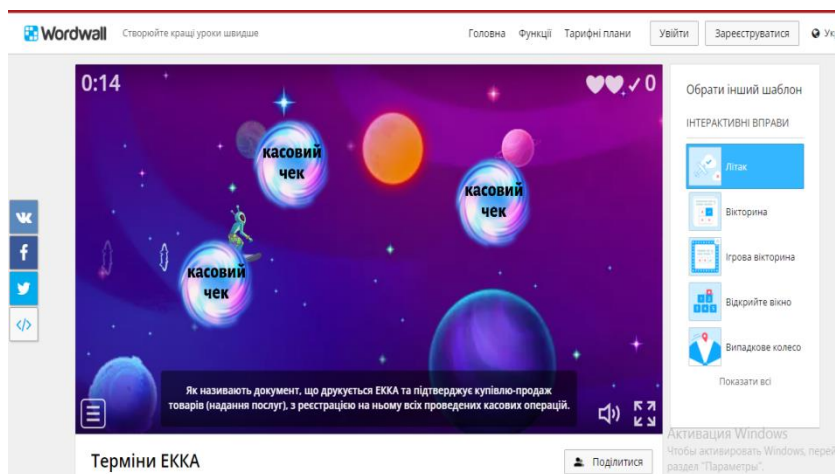 Wordwall Створюйте кращі уроки швидше Головна Функції Тарифні плани Увійти Зареєструватися Ук
0:14 0
Обрати інший шаблон
ІНТЕРАКТИВНІ ВПРАВИ
касовий
чек
касовий
чек
касовий
чек
Літак
Вікторина
Ігрова вікторина
Відкрийте вікно
Випадкове колесо
Показати всі
Як називають документ, що друкується ЕККА та підтверджує купівлю-продаж
товарів (надання послуг), з реєстрацією на ньому всіх проведених касових операцій.
Терміни ЕККА
Поділитися
Активация Windows
Чтобы активировать Windows, перей
раздел "Параметры".